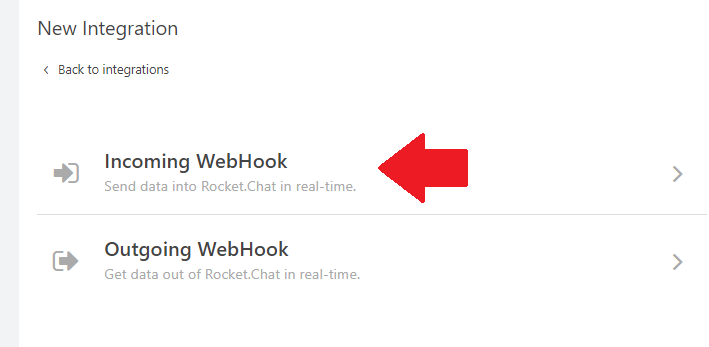 New Integration
Back to integrations
Incoming WebHook
Send data into Rocket.Chat in real-time.
Outgoing WebHook
Get data out of Rocket.Chat in real-time.